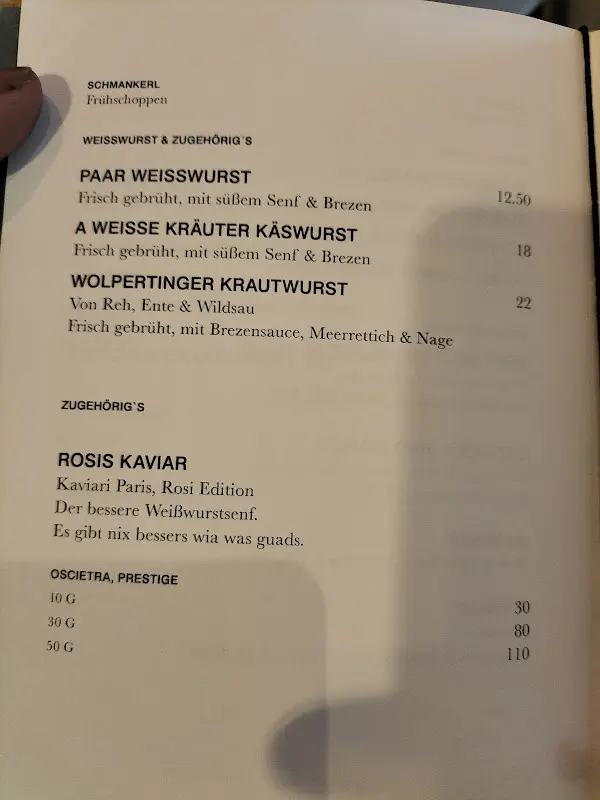 SCHMANKERL
Frühschoppen
WEISSWURST & ZUGEHÖRIG´S
PAAR WEISSWURST
Frisch gebrüht, mit süßem Senf & Brezen 12.50
A WEISSE KRÄUTER KÄSWURST
Frisch gebrüht, mit süßem Senf & Brezen 18
WOLPERTINGER KRAUTWURST
Von Reh, Ente & Wildsau 22
Frisch gebrüht, mit Brezensauce, Meerrettich & Nage
ZUGEHÖRIG`S
ROSIS KAVIAR
Kaviari Paris, Rosi Edition
Der bessere Weißwurstsenf.
Es gibt nix bessers wia was guads.
OSCIETRA, PRESTIGE
10 G 30
30 G 80
50 G 110